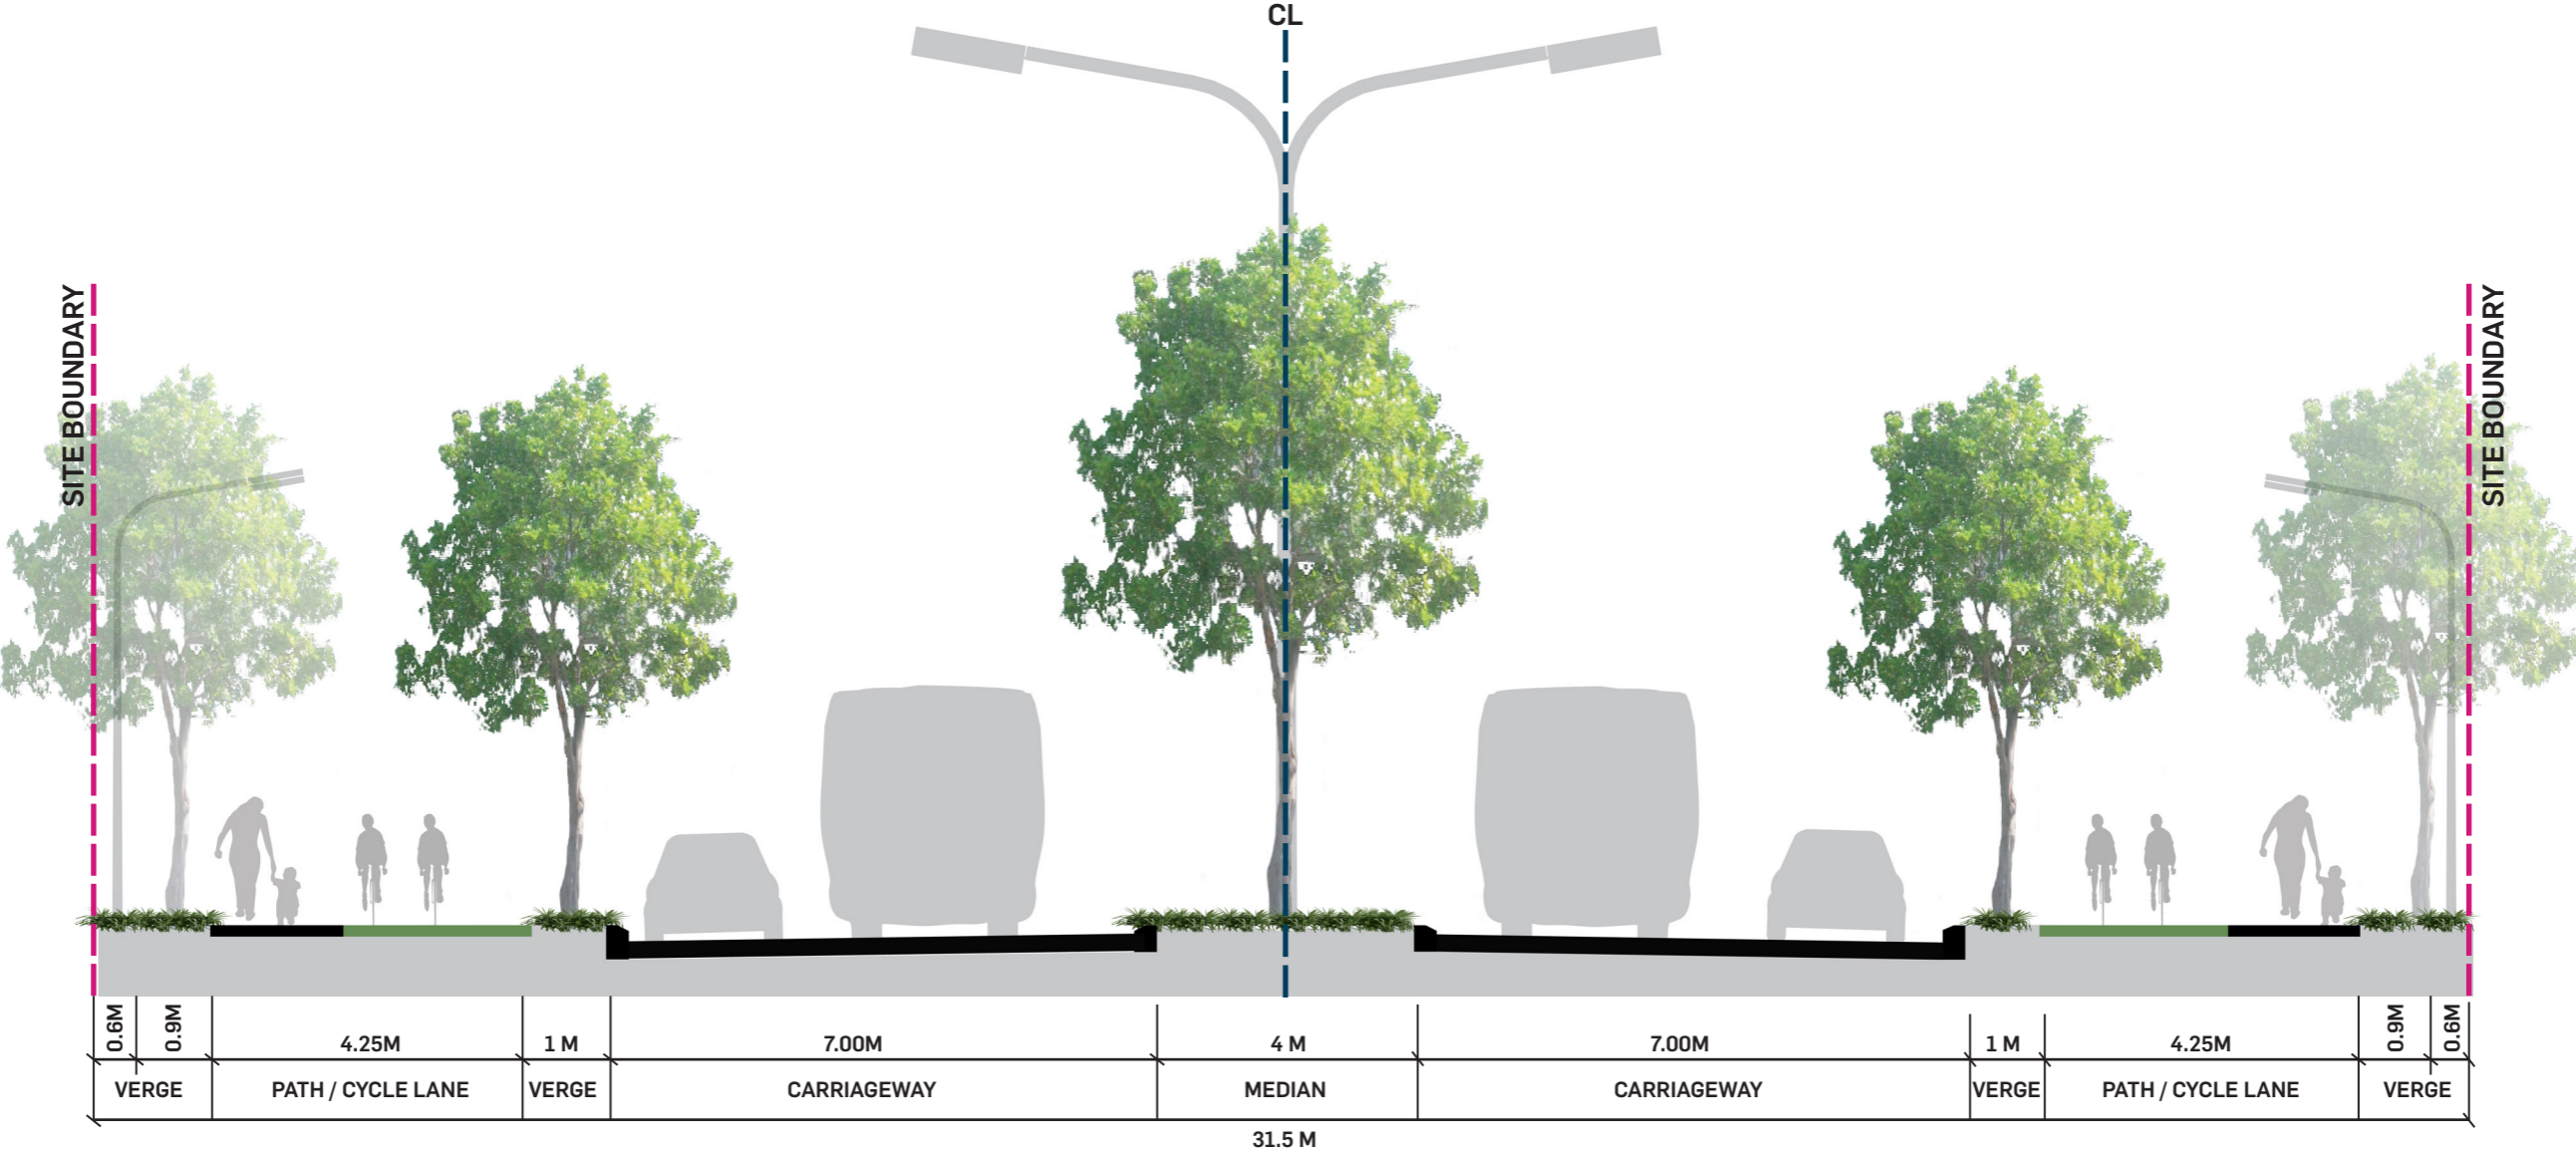 CL
SITE BOUNDARY
SITE BOUNDARY
0.6M 0.9M 4.25M 1 M 7.00M 4 M 7.00M 1 M 4.25M 0.9M 0.6M
VERGE PATH / CYCLE LANE VERGE CARRIAGEWAY MEDIAN CARRIAGEWAY VERGE PATH / CYCLE LANE VERGE
31.5 M